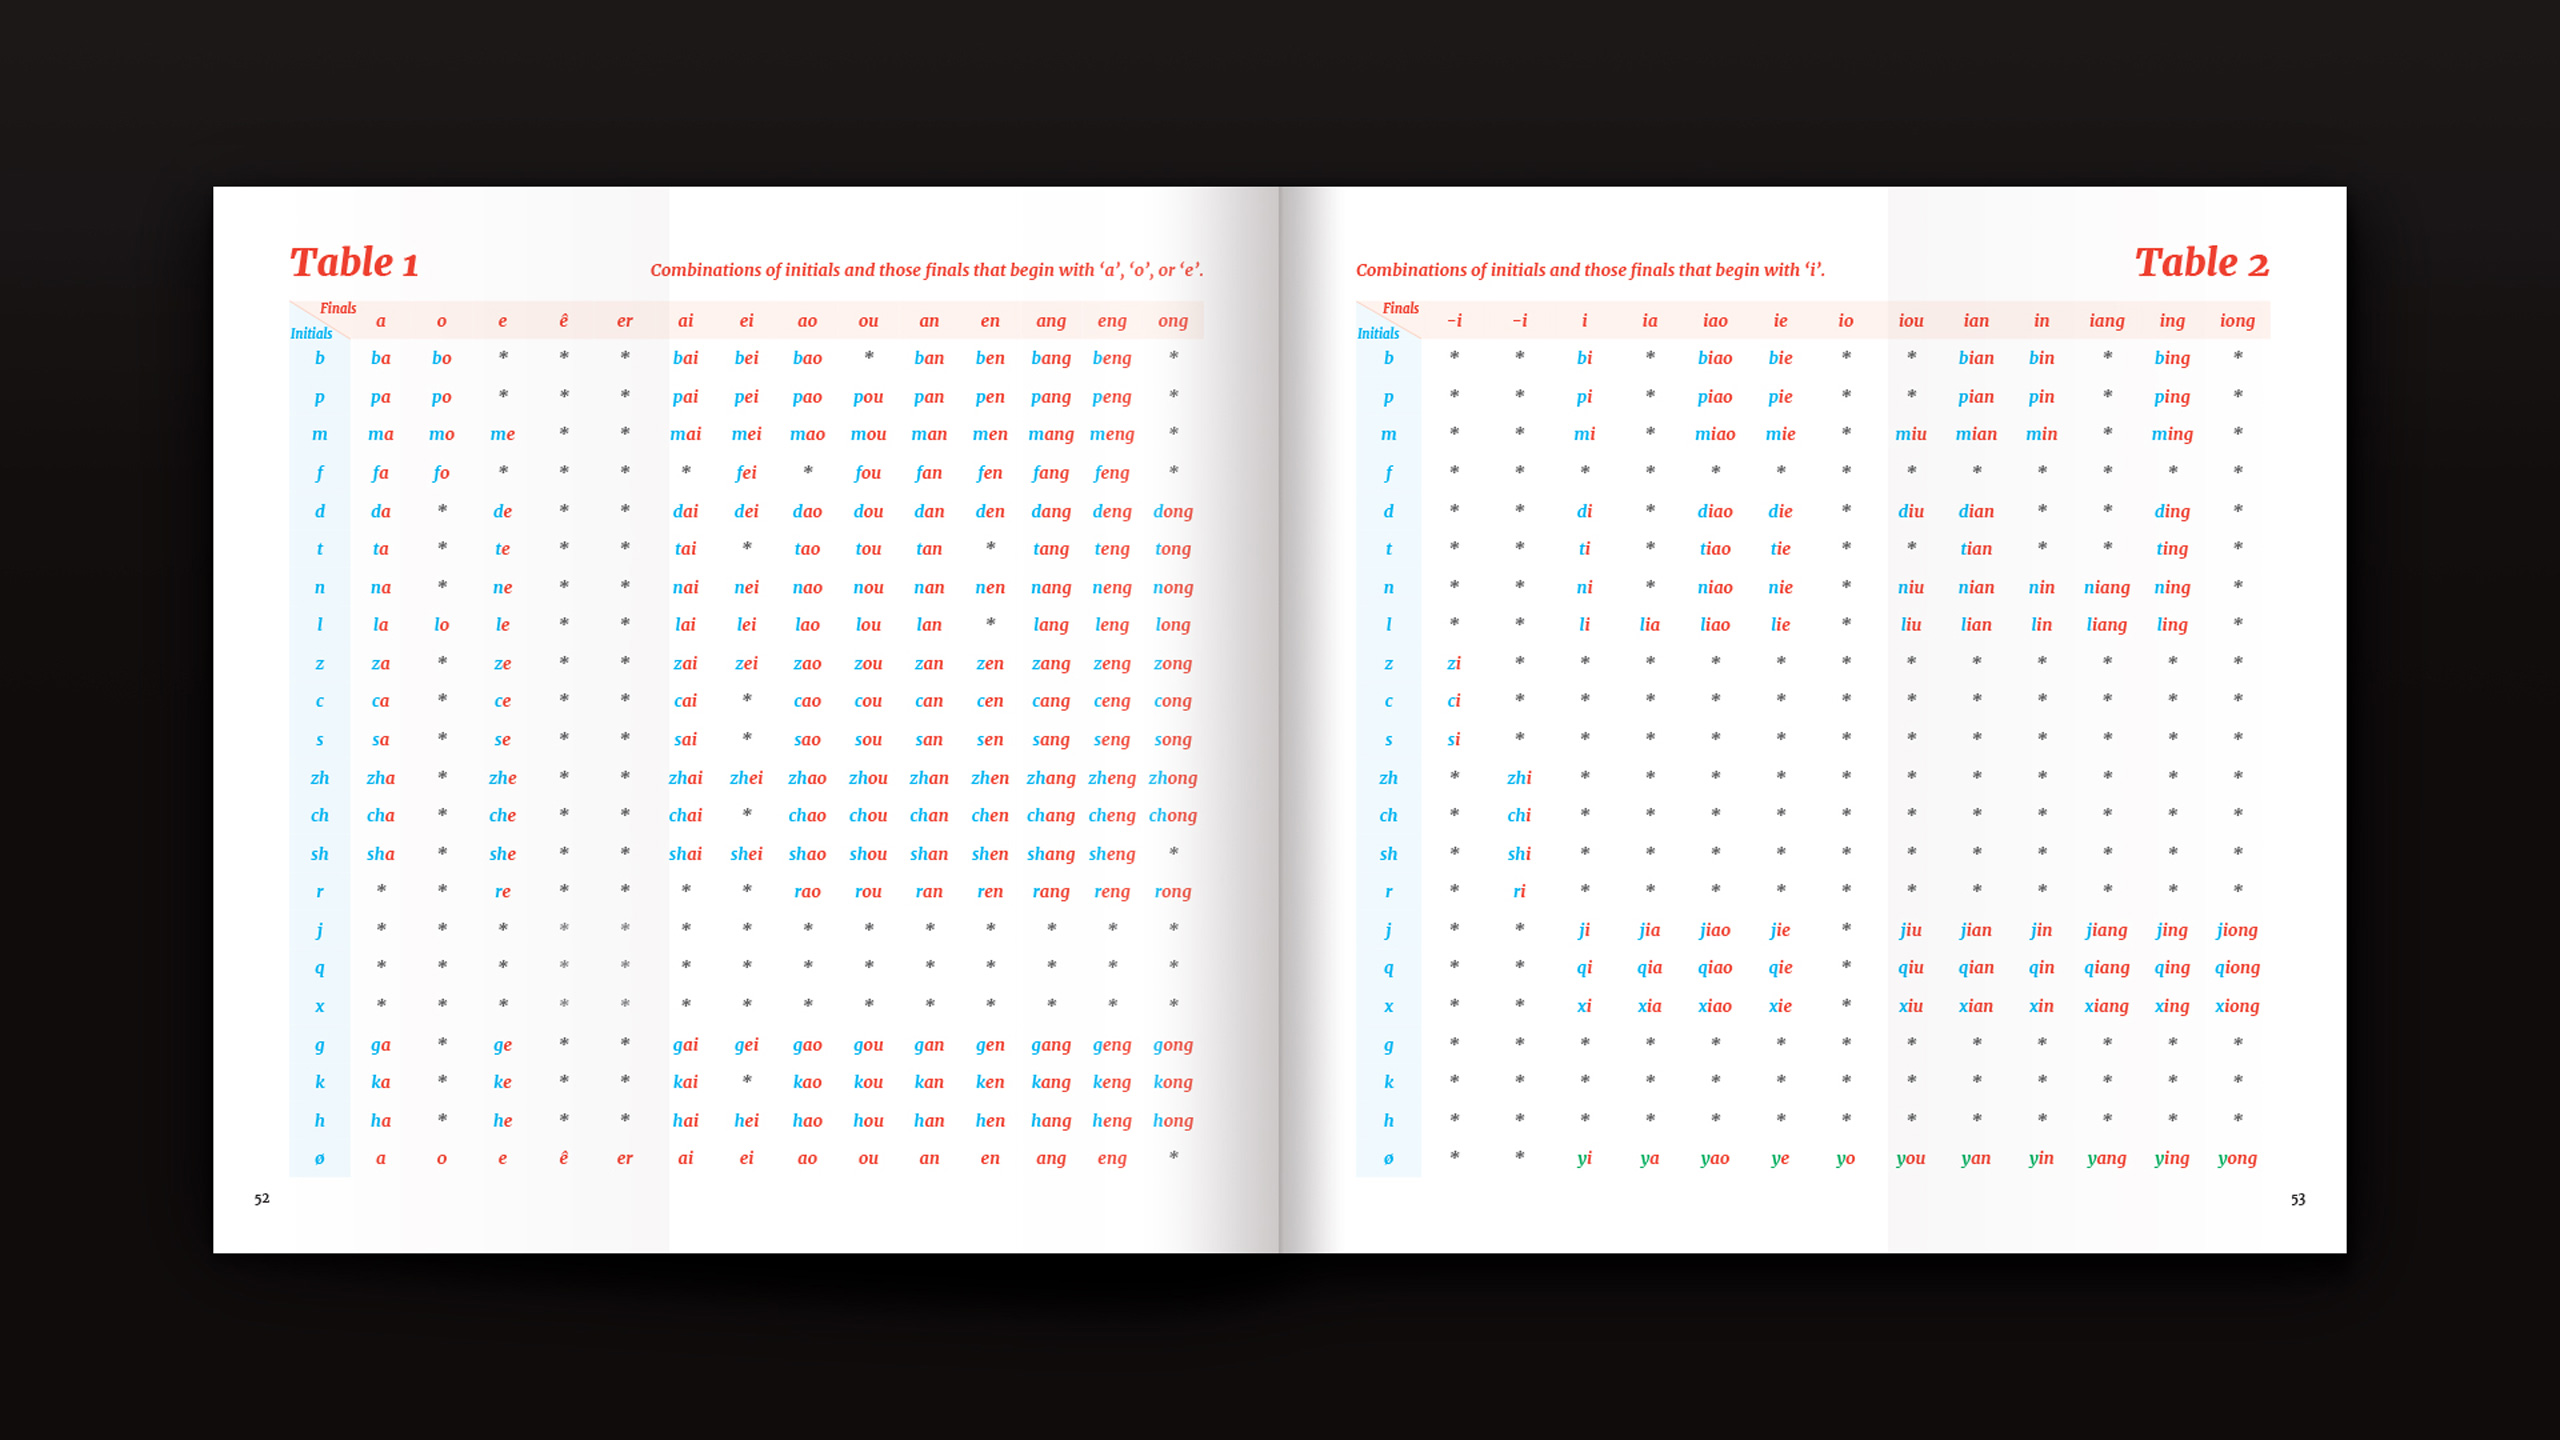 Table 1 Combinations of initials and those finals that begin with ‘a’, ‘o’, or ‘e’.
Finals
Initials
a o e ê er ai ei ao ou an en ang eng ong
b ba bo * * * bai bei bao * ban ben bang beng *
p pa po * * * pai pei pao pou pan pen pang peng *
m ma mo me * * mai mei mao mou man men mang meng *
f fa fo * * * * fei * fou fan fen fang feng *
d da * de * * dai dei dao dou dan den dang deng dong
t ta * te * * tai * tao tou tan * tang teng tong
n na * ne * * nai nei nao nou nan nen nang neng nong
l la lo le * * lai lei lao lou lan * lang leng long
z za * ze * * zai zei zao zou zan zen zang zeng zong
c ca * ce * * cai * cao cou can cen cang ceng cong
s sa * se * * sai * sao sou san sen sang seng song
zh zha * zhe * * zhai zhei zhao zhou zhan zhen zhang zheng zhong
ch cha * che * * chai * chao chou chan chen chang cheng chong
sh sha * she * * shai shei shao shou shan shen shang sheng *
r * * re * * * * rao rou ran ren rang reng rong
j * * * * * * * * * * * * * *
q * * * * * * * * * * * * * *
x * * * * * * * * * * * * * *
g ga * ge * * gai gei gao gou gan gen gang geng gong
k ka * ke * * kai * kao kou kan ken kang keng kong
h ha * he * * hai hei hao hou han hen hang heng hong
ø a o e ê er ai ei ao ou an en ang eng *
52
Combinations of initials and those finals that begin with ‘i’. Table 2
Finals
Initials
-i -i i ia iao ie io iou ian in iang ing iong
b * * bi * biao bie * * bian bin * bing *
p * * pi * piao pie * * pian pin * ping *
m * * mi * miao mie * miu mian min * ming *
f * * * * * * * * * * * * *
d * * di * diao die * diu dian * * ding *
t * * ti * tiao tie * * tian * * ting *
n * * ni * niao nie * niu nian nin niang ning *
l * * li lia liao lie * liu lian lin liang ling *
z zi * * * * * * * * * * * *
c ci * * * * * * * * * * * *
s si * * * * * * * * * * * *
zh * zhi * * * * * * * * * * *
ch * chi * * * * * * * * * * *
sh * shi * * * * * * * * * * *
r * ri * * * * * * * * * * *
j * * ji jia jiao jie * jiu jian jin jiang jing jiong
q * * qi qia qiao qie * qiu qian qin qiang qing qiong
x * * xi xia xiao xie * xiu xian xin xiang xing xiong
g * * * * * * * * * * * * *
k * * * * * * * * * * * * *
h * * * * * * * * * * * * *
ø * * yi ya yao ye yo you yan yin yang ying yong
53